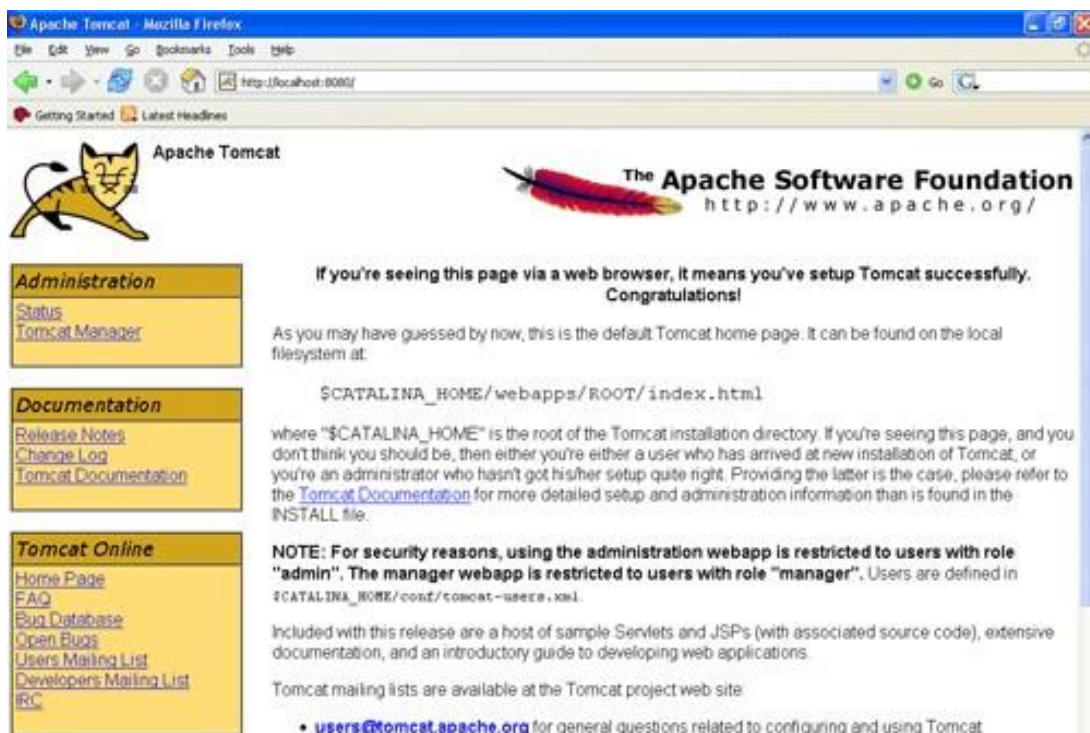 Apache Tomcat - Mozilla Firefox
File Edit View Go Bookmarks Tools Help
http://localhost:8080/
Go
Getting Started Latest Headlines
Apache Tomcat
The Apache Software Foundation
http://www.apache.org/
Administration
Status
Tomcat Manager
Documentation
Release Notes
Change Log
Tomcat Documentation
Tomcat Online
Home Page
FAQ
Bug Database
Open Bugs
Users Mailing List
Developers Mailing List
IRC
If you're seeing this page via a web browser, it means you've setup Tomcat successfully.
Congratulations!
As you may have guessed by now, this is the default Tomcat home page. It can be found on the local
filesystem at:
$CATALINA_HOME/webapps/ROOT/index.html
where "$CATALINA_HOME" is the root of the Tomcat installation directory. If you're seeing this page, and you
don't think you should be, then either you're either a user who has arrived at new installation of Tomcat, or
you're an administrator who hasn't got his/her setup quite right. Providing the latter is the case, please refer to
the Tomcat Documentation for more detailed setup and administration information than is found in the
INSTALL file.
NOTE: For security reasons, using the administration webapp is restricted to users with role
"admin". The manager webapp is restricted to users with role "manager". Users are defined in
$CATALINA_HOME/conf/tomcat-users.xml.
Included with this release are a host of sample Servlets and JSPs (with associated source code), extensive
documentation, and an introductory guide to developing web applications.
Tomcat mailing lists are available at the Tomcat project web site:
• users@tomcat.apache.org for general questions related to configuring and using Tomcat